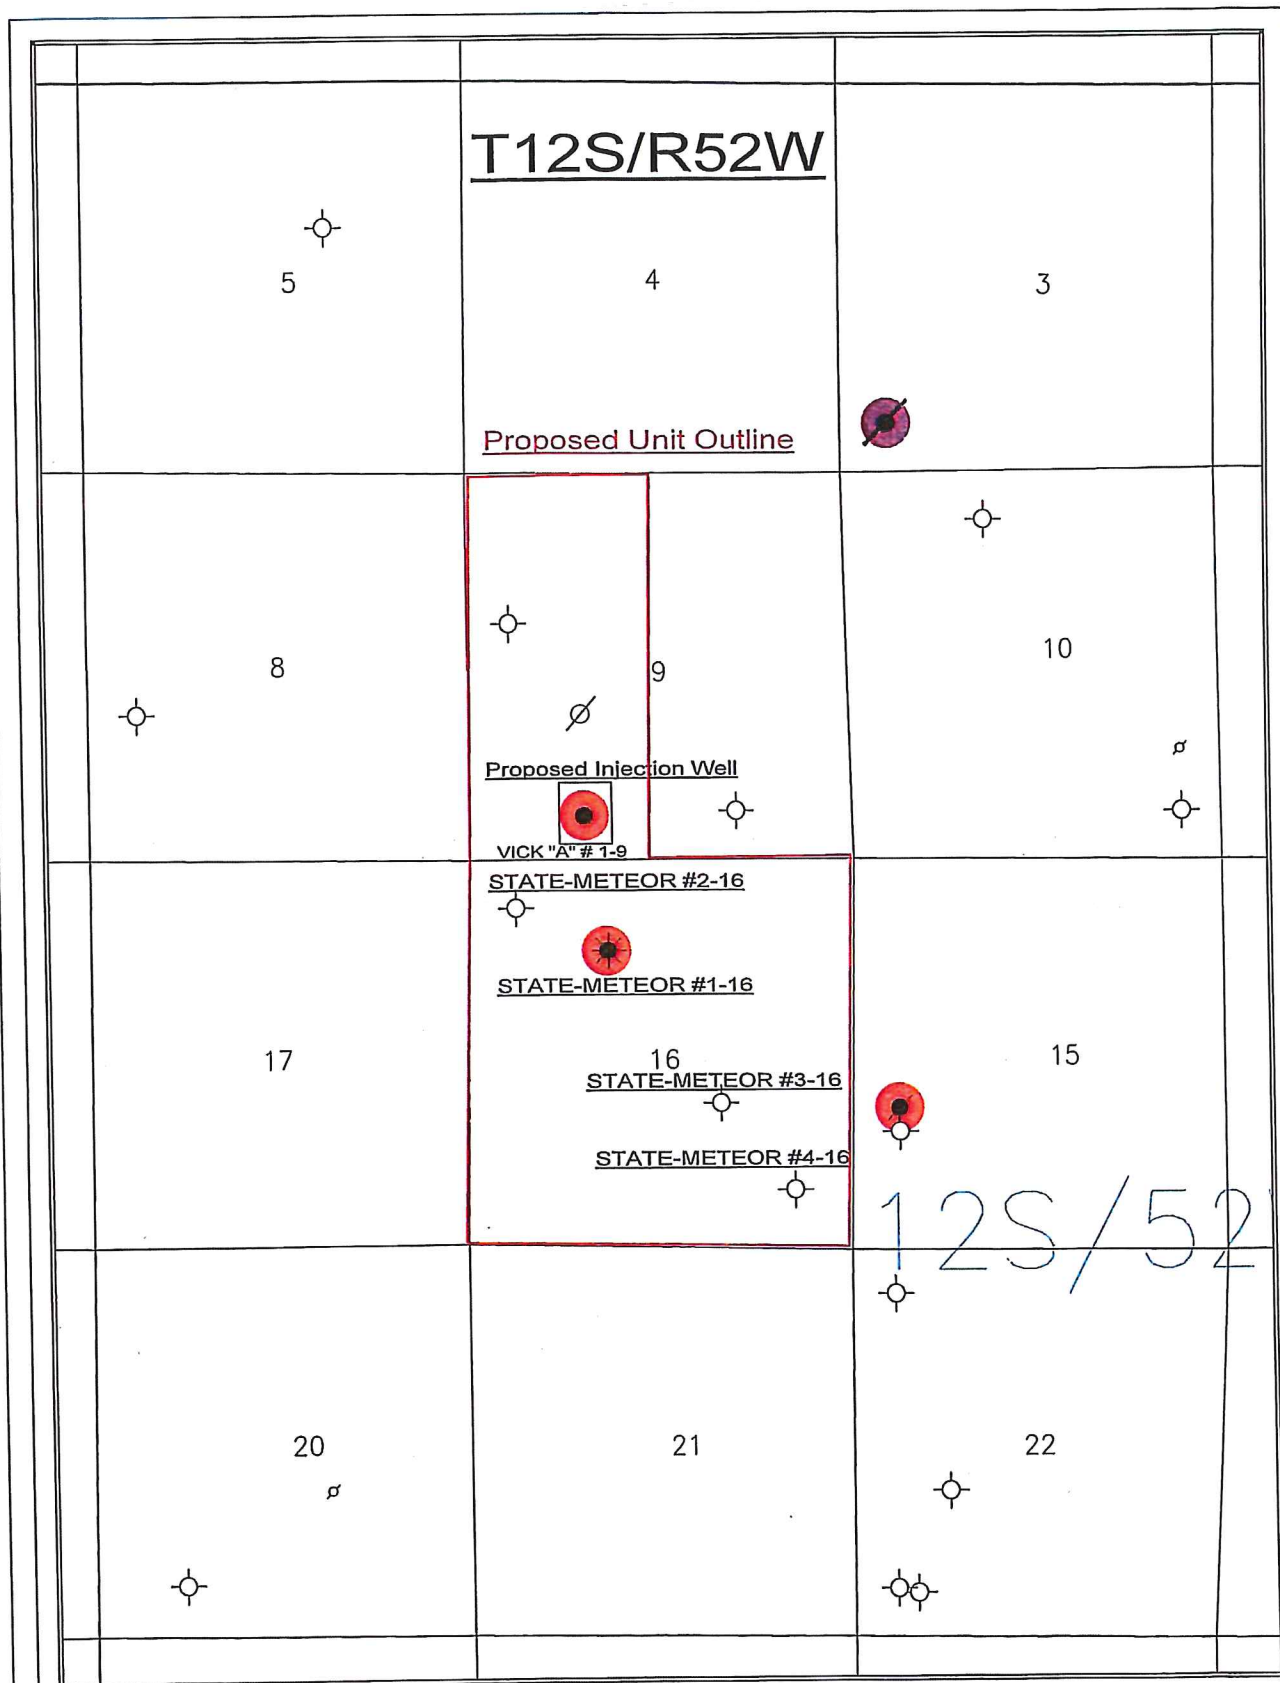 T12S/R52W
5
4
3
Proposed Unit Outline
8
9
10
Proposed Injection Well
VICK "A" # 1-9
STATE-METEOR #2-16
STATE-METEOR #1-16
17
16
15
STATE-METEOR #3-16
STATE-METEOR #4-16
12S/52
20
21
22